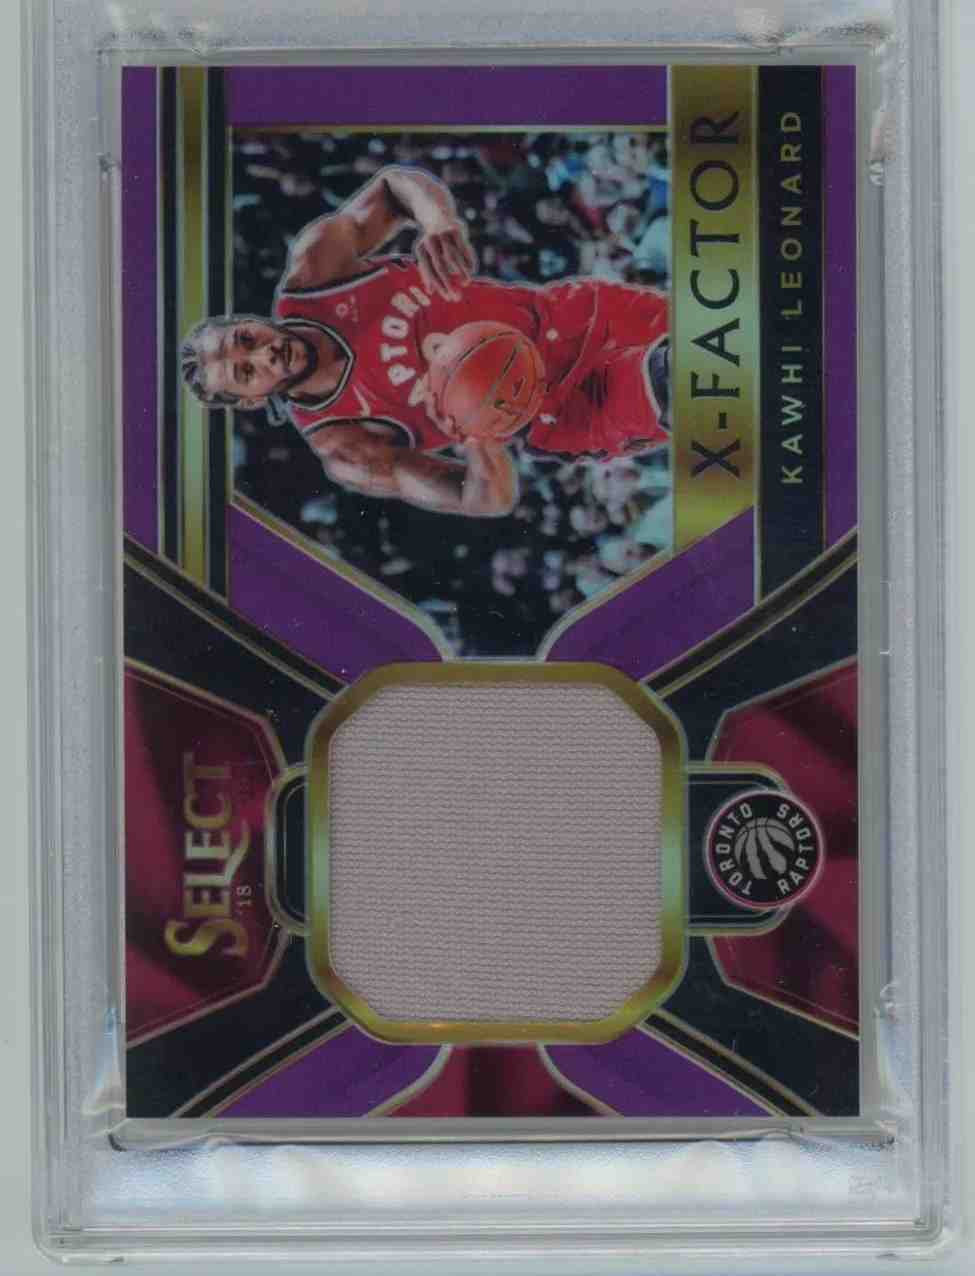 SELECT
'18
X-FACTOR
KAWHI LEONARD
TORONTO
RAPTORS